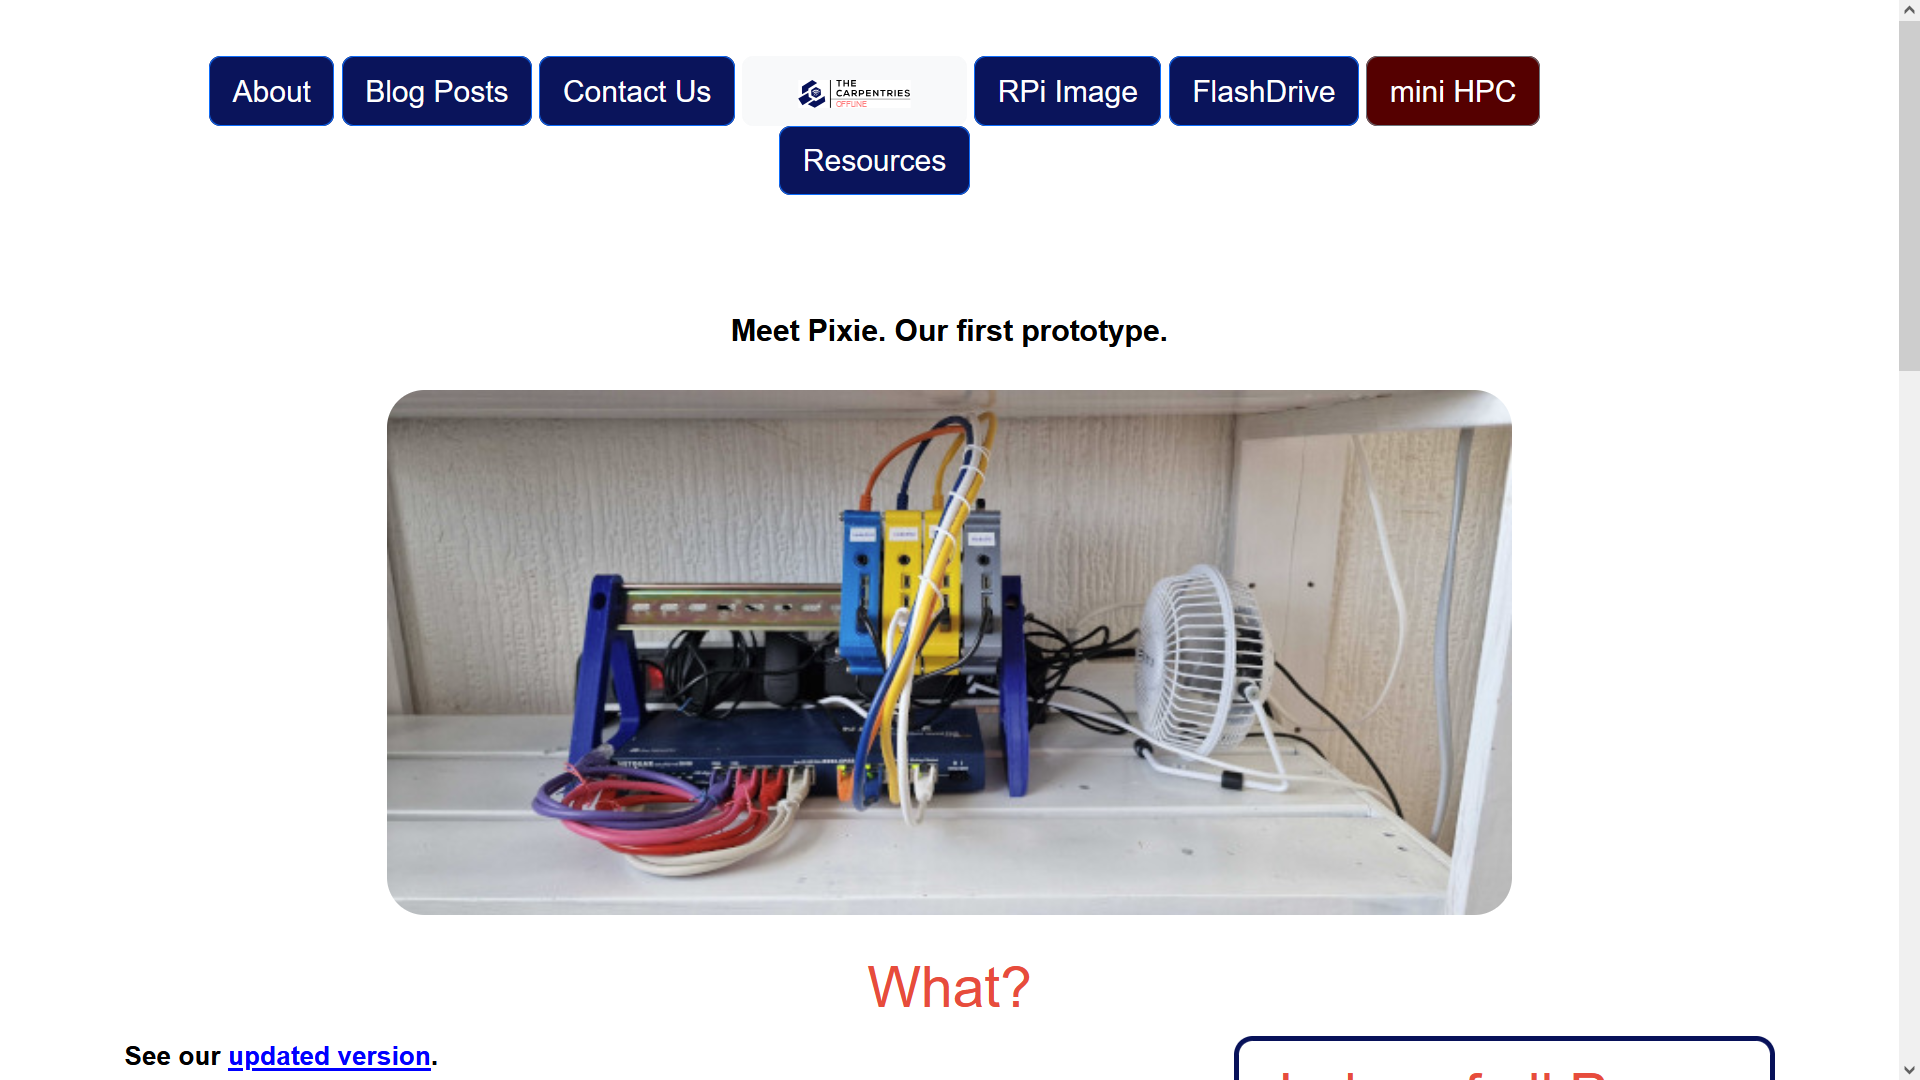 About
Blog Posts
Contact Us
THE
CARPENTRIES
OFFLINE
RPi Image
FlashDrive
mini HPC
Resources
Meet Pixie. Our first prototype.
NETGEAR
What?
See our updated version.